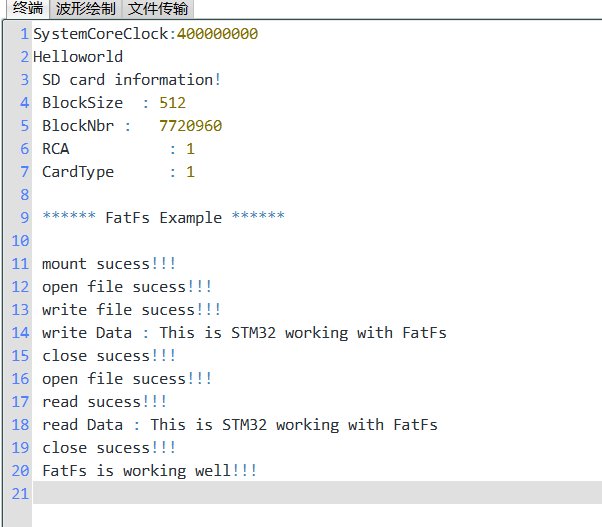 终端 波形绘制 文件传输
1 SystemCoreClock:400000000
2 Helloworld
3 SD card information!
4 BlockSize : 512
5 BlockNbr : 7720960
6 RCA : 1
7 CardType : 1
8
9 ****** FatFs Example ******
10
11 mount sucess!!!
12 open file sucess!!!
13 write file sucess!!!
14 write Data : This is STM32 working with FatFs
15 close sucess!!!
16 open file sucess!!!
17 read sucess!!!
18 read Data : This is STM32 working with FatFs
19 close sucess!!!
20 FatFs is working well!!!
21